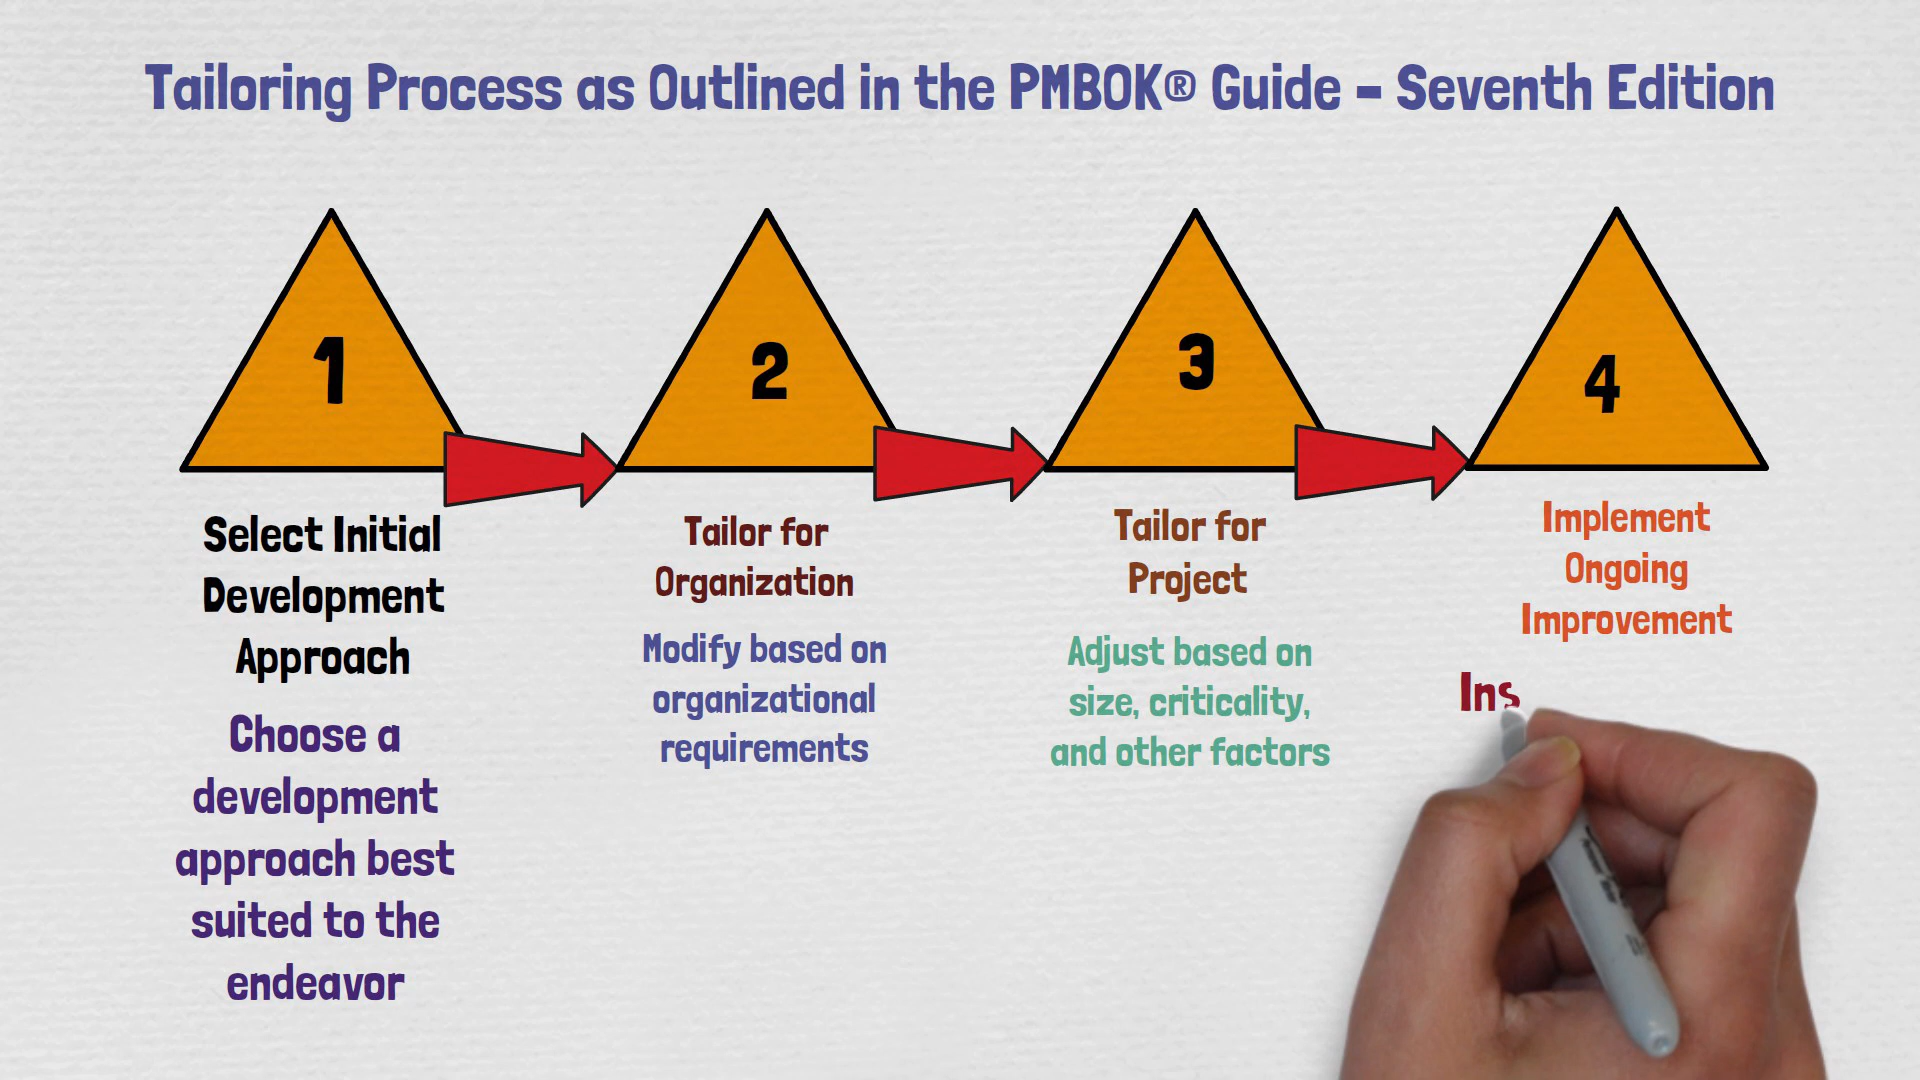 Tailoring Process as Outlined in the PMBOK® Guide – Seventh Edition
1
2
3
4
Select Initial
Development
Approach
Choose a
development
approach best
suited to the
endeavor
Tailor for
Organization
Modify based on
organizational
requirements
Tailor for
Project
Adjust based on
size, criticality,
and other factors
Implement
Ongoing
Improvement
Ins